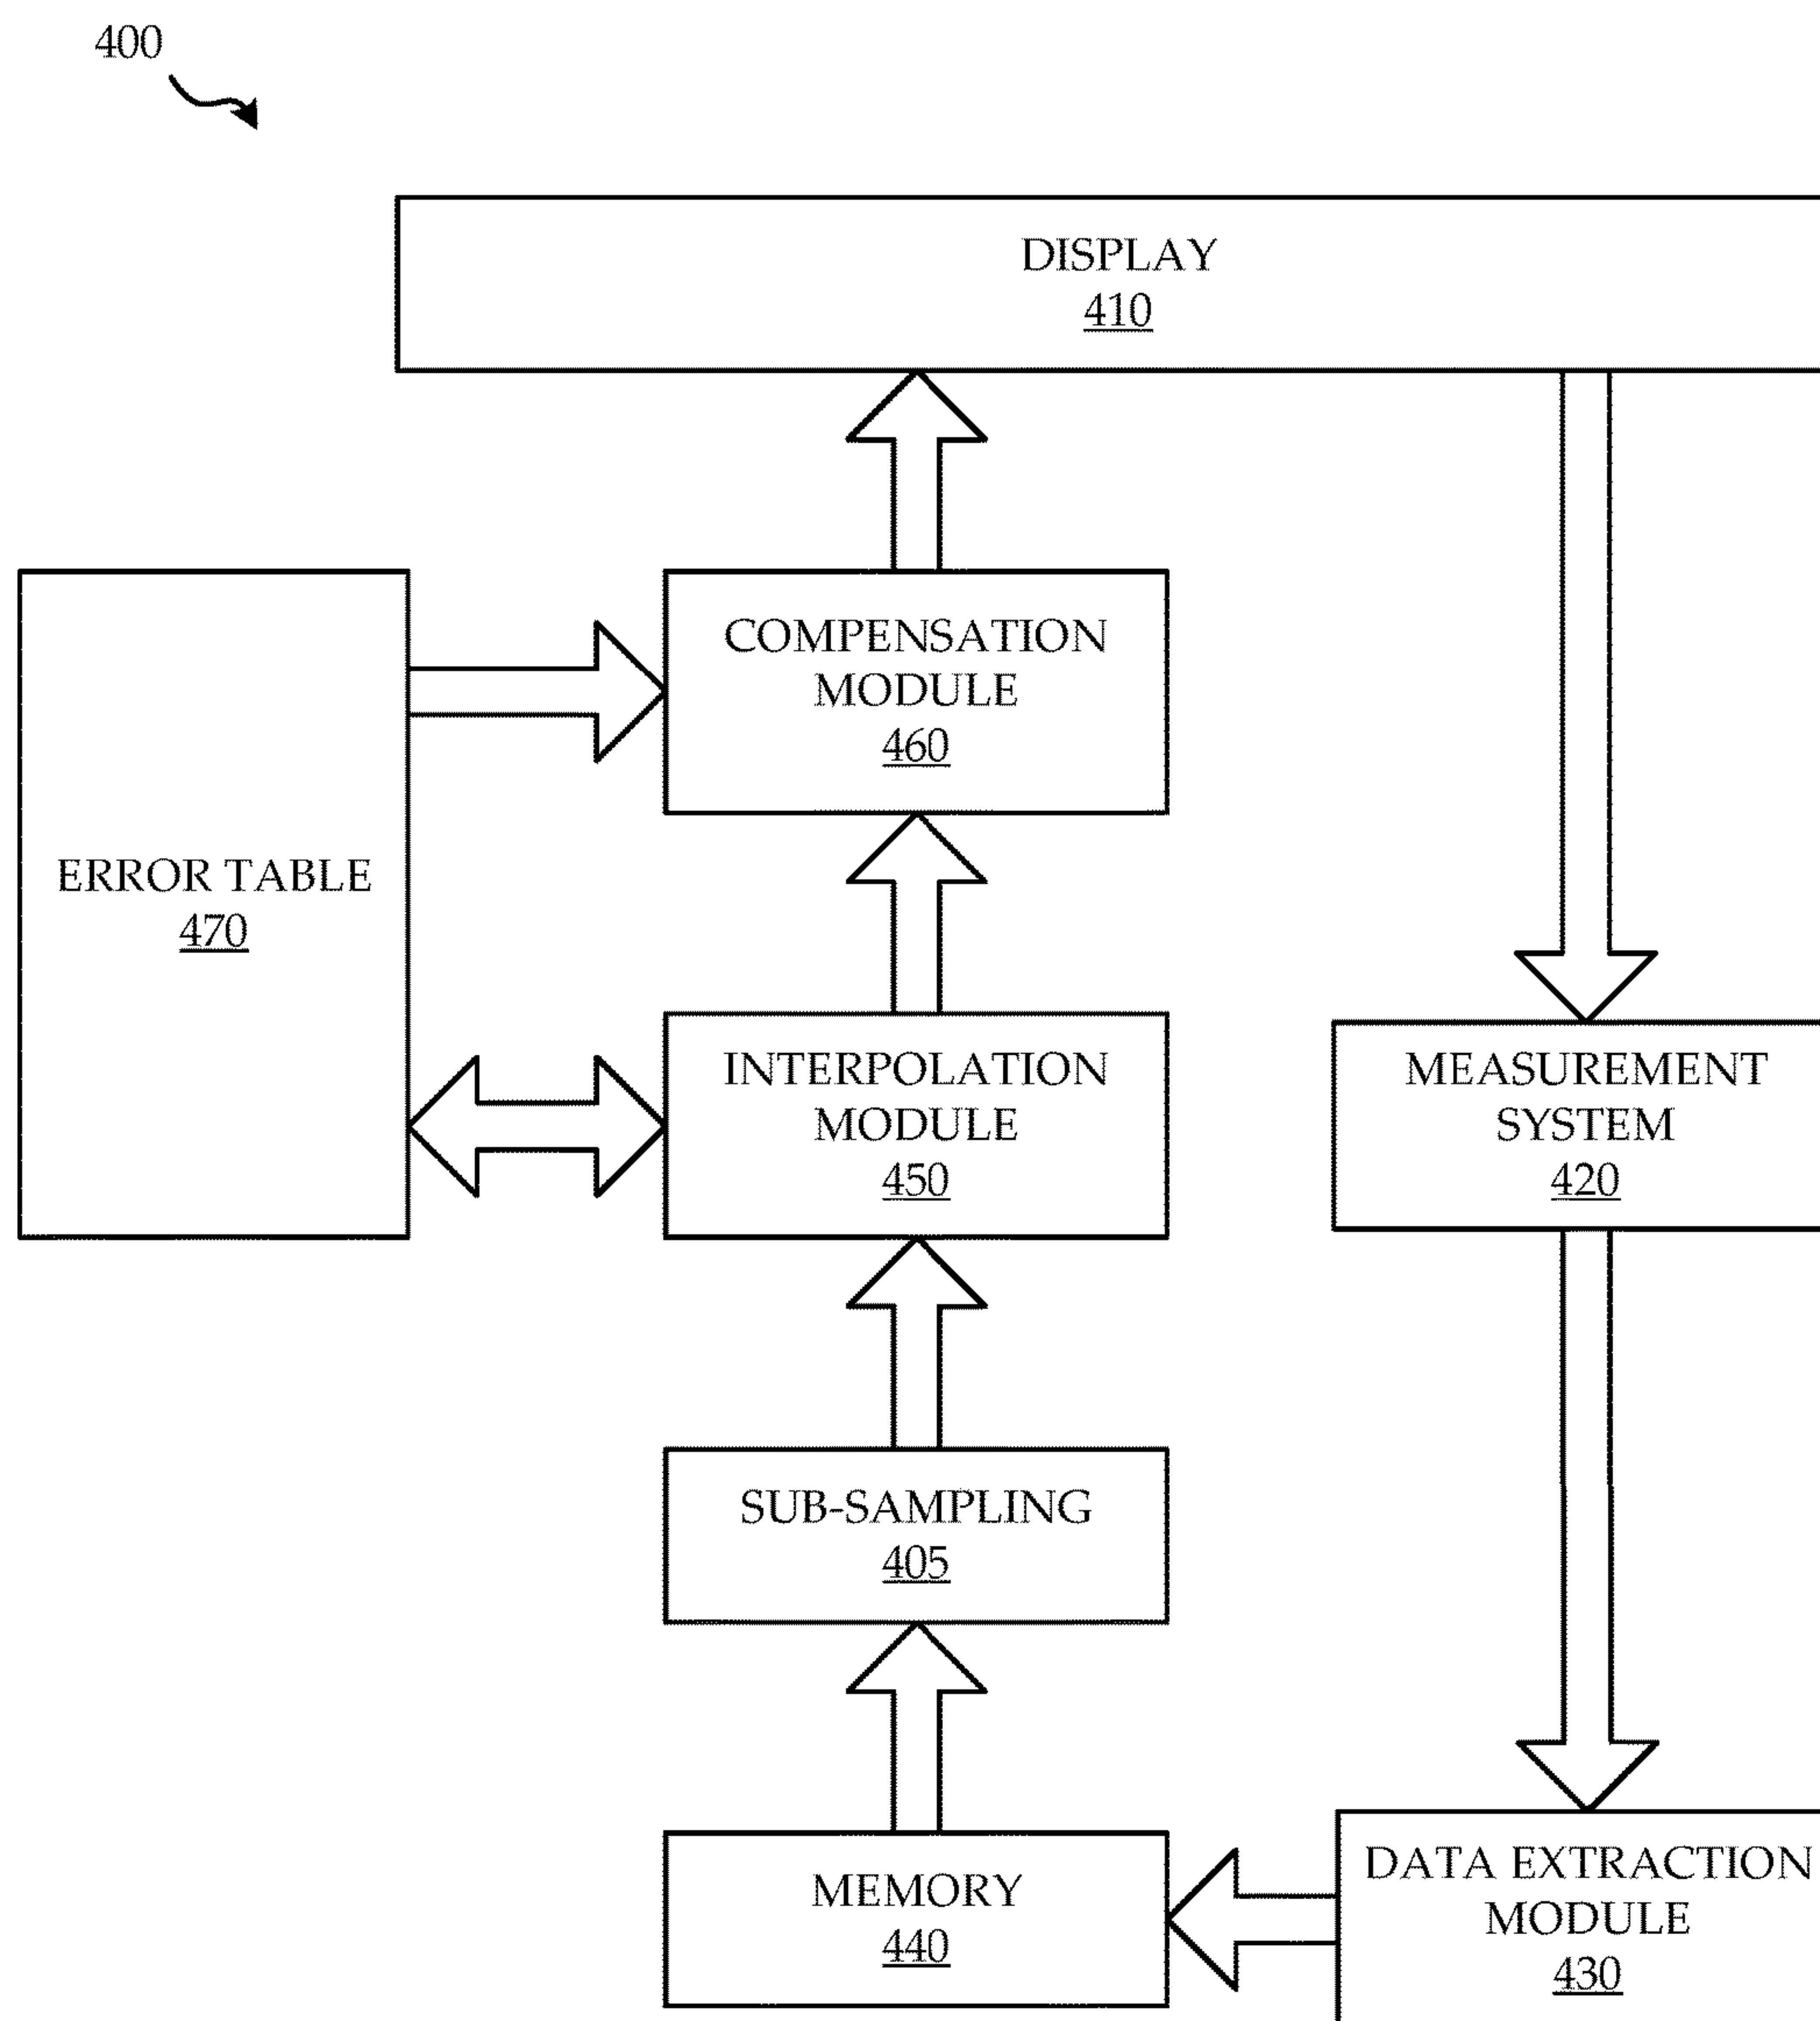 400
DISPLAY
410
COMPENSATION
MODULE
460
ERROR TABLE
470
INTERPOLATION
MODULE
450
MEASUREMENT
SYSTEM
420
SUB-SAMPLING
405
MEMORY
440
DATA EXTRACTION
MODULE
430